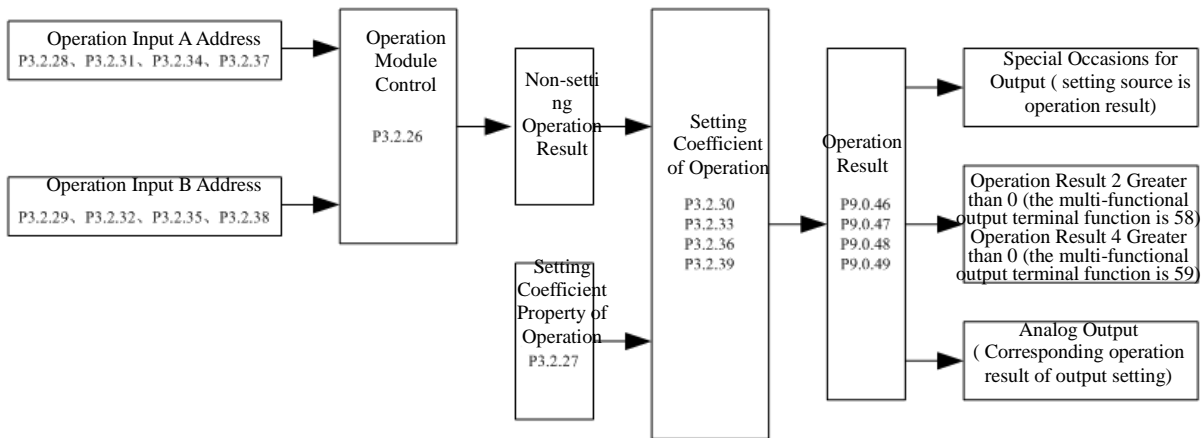 Operation Input A Address
P3.2.28、P3.2.31、P3.2.34、P3.2.37
Operation Input B Address
P3.2.29、P3.2.32、P3.2.35、P3.2.38
Operation
Module
Control
P3.2.26
Non-setti
ng
Operation
Result
Setting
Coefficient
Property of
Operation
P3.2.27
Setting
Coefficient
of Operation
P3.2.30
P3.2.33
P3.2.36
P3.2.39
Operation
Result
P9.0.46
P9.0.47
P9.0.48
P9.0.49
Special Occasions for
Output ( setting source is
operation result)
Operation Result 2 Greater
than 0 (the multi-functional
output terminal function is 58)
Operation Result 4 Greater
than 0 (the multi-functional
output terminal function is 59)
Analog Output
( Corresponding operation
result of output setting)